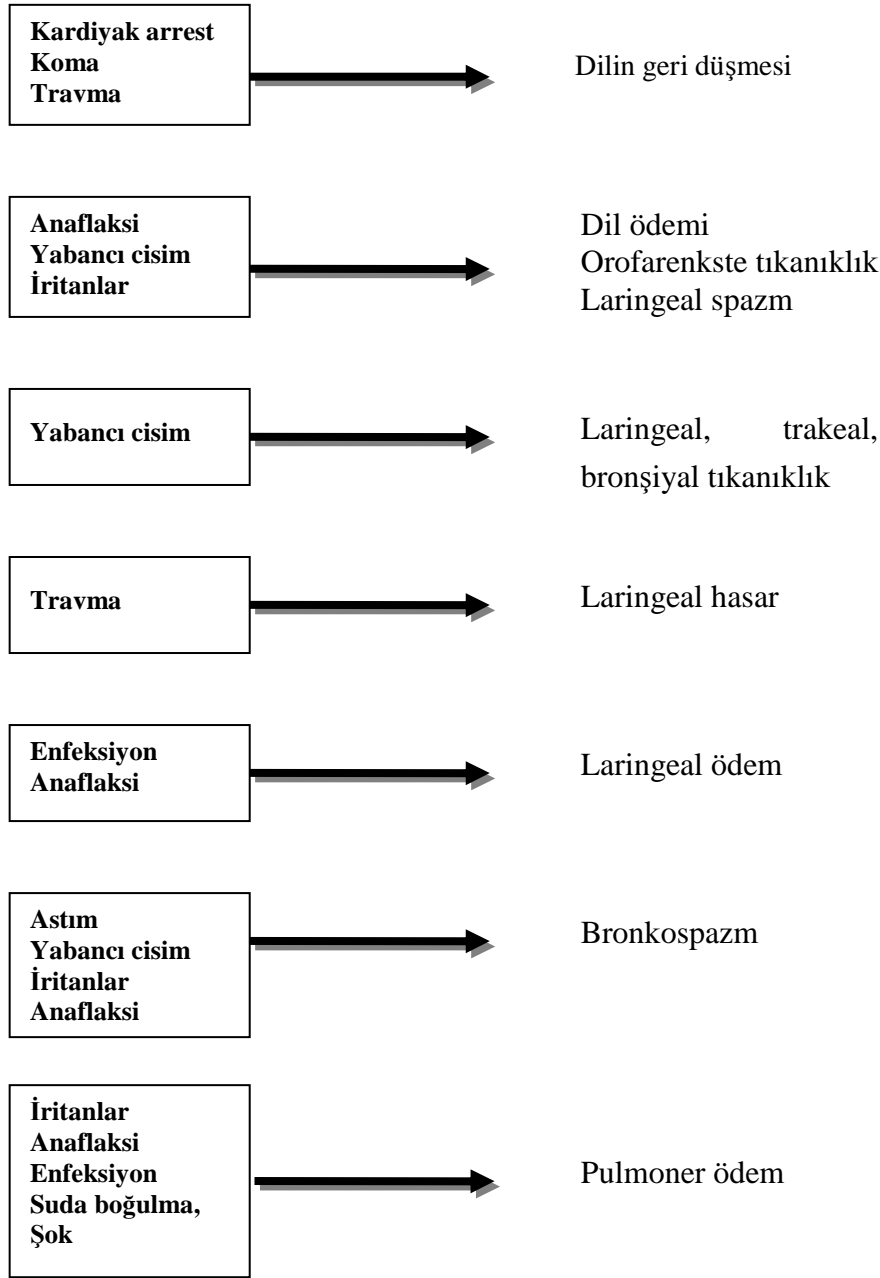 Kardiyak arrest
Koma
Travma
Dilin geri düşmesi
Anaflaksi
Yabancı cisim
İritanlar
Dil ödemi
Orofarenkste tıkanıklık
Laringeal spazm
Yabancı cisim
Laringeal, trakeal,
bronşiyal tıkanıklık
Travma
Laringeal hasar
Enfeksiyon
Anaflaksi
Laringeal ödem
Astım
Yabancı cisim
İritanlar
Anaflaksi
Bronkospazm
İritanlar
Anaflaksi
Enfeksiyon
Suda boğulma,
Şok
Pulmoner ödem